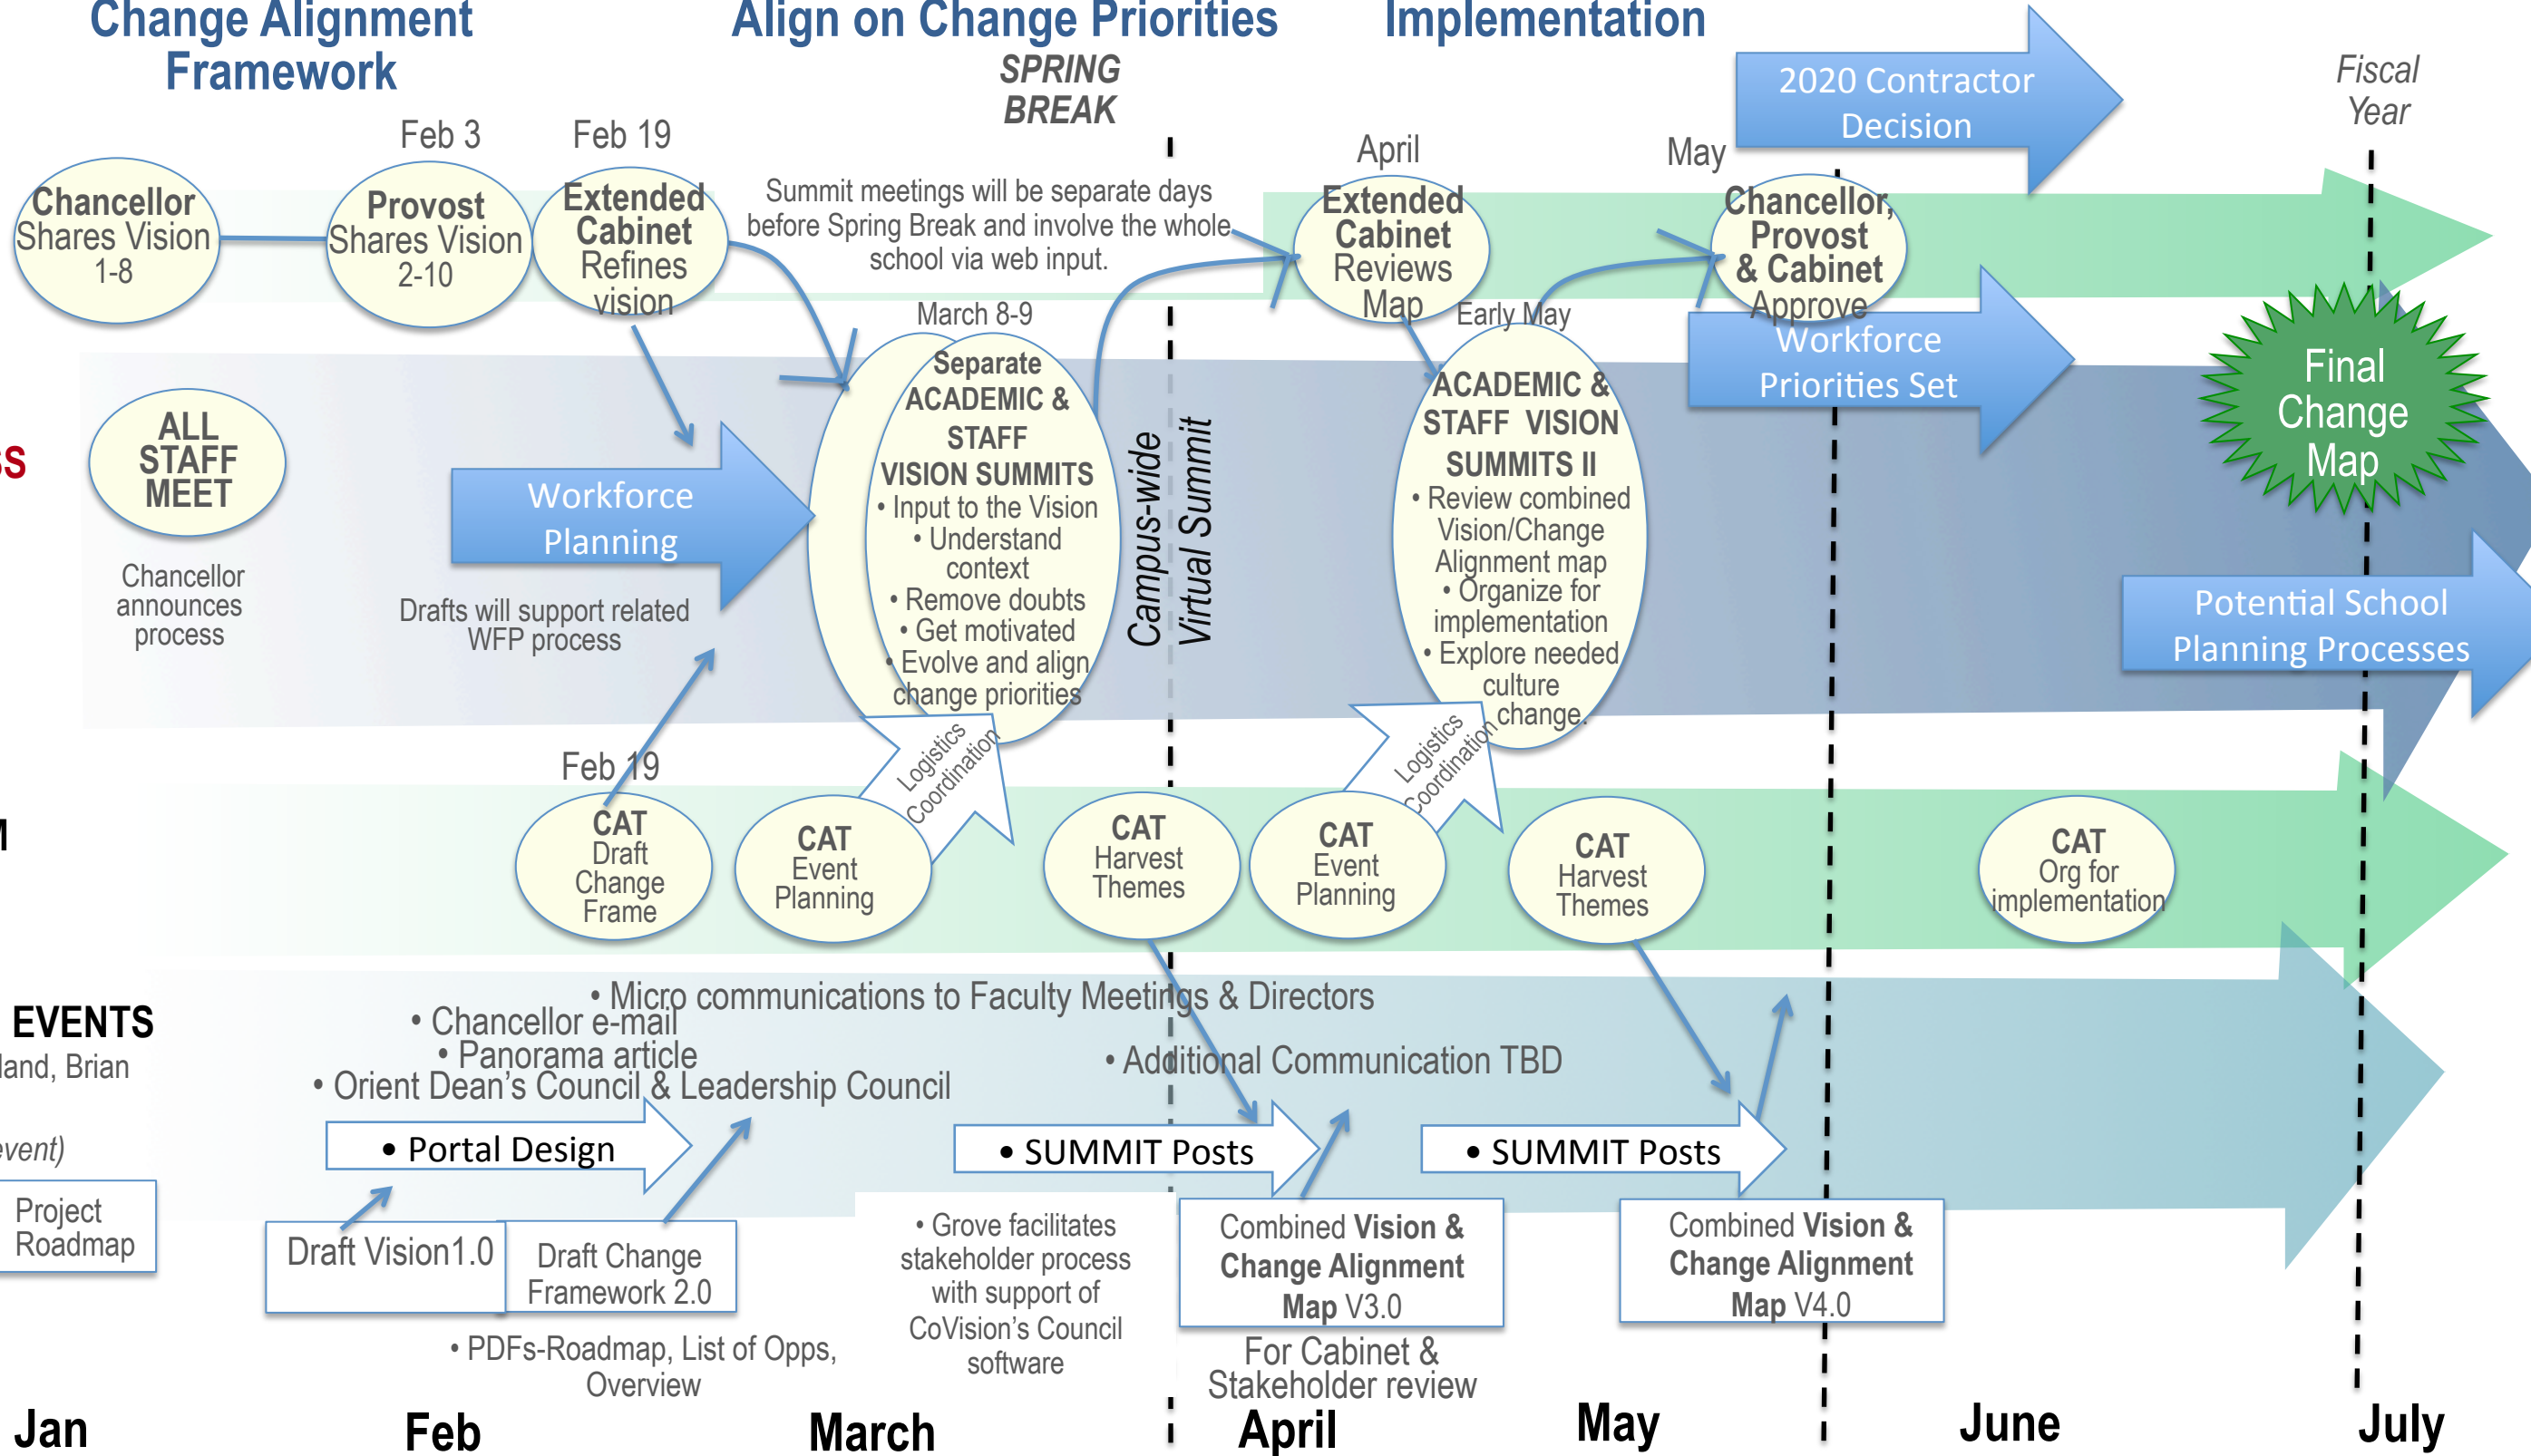 Change Alignment
Framework
Align on Change Priorities
Implementation
SPRING
BREAK
2020 Contractor
Decision
Fiscal
Year
Feb 3
Feb 19
April
May
Chancellor
Shares Vision
1-8
Provost
Shares Vision
2-10
Extended
Cabinet
Refines
vision
Summit meetings will be separate days
before Spring Break and involve the whole
school via web input.
Extended
Cabinet
Reviews
Map
Chancellor,
Provost
& Cabinet
Approve
March 8-9
Early May
Workforce
Priorities Set
Final
Change
Map
ALL
STAFF
MEET
Chancellor
announces
process
Workforce
Planning
Drafts will support related
WFP process
Separate
ACADEMIC &
STAFF
VISION SUMMITS
• Input to the Vision
• Understand
context
• Remove doubts
• Get motivated
• Evolve and align
change priorities
Campus-wide
Virtual Summit
ACADEMIC &
STAFF VISION
SUMMITS II
• Review combined
Vision/Change
Alignment map
• Organize for
implementation
• Explore needed
culture
change.
Potential School
Planning Processes
Logistics
Coordination
Logistics
Coordination
Feb 19
CAT
Draft
Change
Frame
CAT
Event
Planning
CAT
Harvest
Themes
CAT
Event
Planning
CAT
Harvest
Themes
CAT
Org for
implementation
EVENTS
land, Brian
event)
• Micro communications to Faculty Meetings & Directors
• Chancellor e-mail
• Panorama article
• Orient Dean's Council & Leadership Council
• Additional Communication TBD
• Portal Design
• SUMMIT Posts
• SUMMIT Posts
Project
Roadmap
Draft Vision1.0
Draft Change
Framework 2.0
• Grove facilitates
stakeholder process
with support of
CoVision's Council
software
Combined Vision &
Change Alignment
Map V3.0
Combined Vision &
Change Alignment
Map V4.0
• PDFs-Roadmap, List of Opps,
Overview
For Cabinet &
Stakeholder review
Jan
Feb
March
April
May
June
July